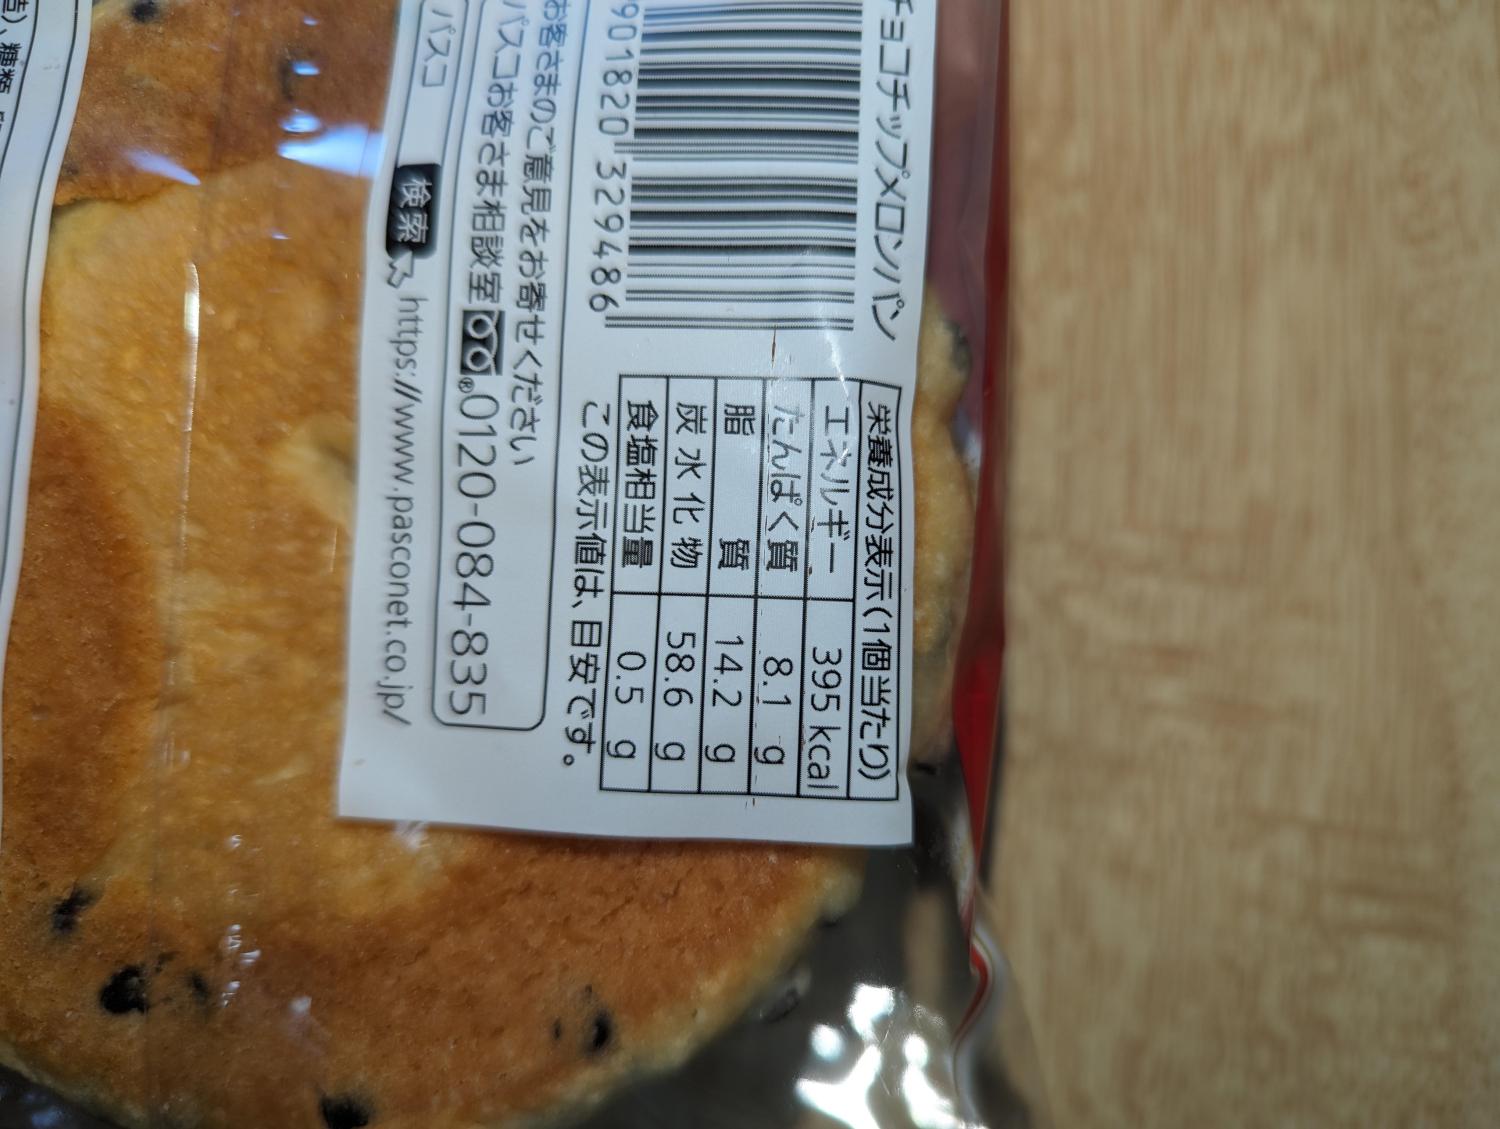 チョコチップメロンパン
901820 329486
栄養成分表示(1個当たり)
エネルギー 395 kcal
たんぱく質 8.1 g
脂質 14.2 g
炭水化物 58.6 g
食塩相当量 0.5 g
この表示値は、目安です。
お客さまのご意見をお寄せください
パスコお客さま相談室 ® 0120-084-835
パスコ 検索 https://www.pasconet.co.jp/
造)、糖類